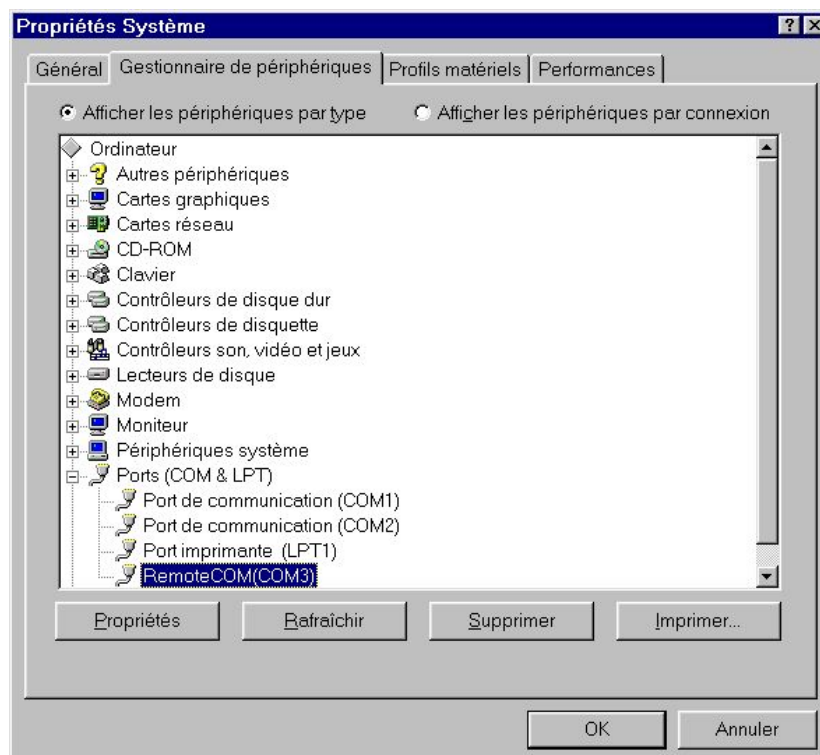 Propriétés Système
Général Gestionnaire de périphériques Profils matériels Performances
Afficher les périphériques par type Afficher les périphériques par connexion
Ordinateur
Autres périphériques
Cartes graphiques
Cartes réseau
CD-ROM
Clavier
Contrôleurs de disque dur
Contrôleurs de disquette
Contrôleurs son, vidéo et jeux
Lecteurs de disque
Modem
Moniteur
Périphériques système
Ports (COM & LPT)
Port de communication (COM1)
Port de communication (COM2)
Port imprimante (LPT1)
RemoteCOM(COM3)
Propriétés Rafraîchir Supprimer Imprimer...
OK Annuler